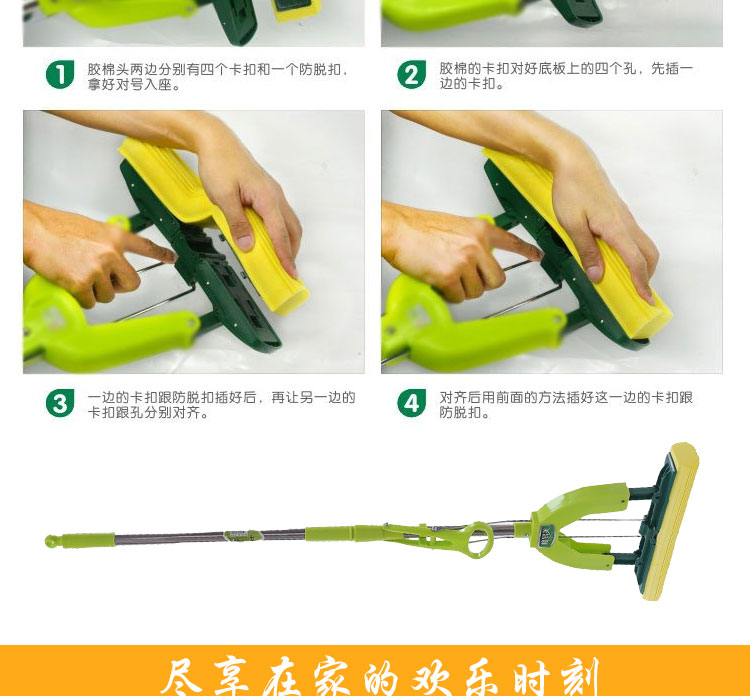 1 胶棉头两边分别有四个卡扣和一个防脱扣，
拿好对号入座。
2 胶棉的卡扣对好底板上的四个孔，先插一
边的卡扣。
3 一边的卡扣跟防脱扣插好后，再让另一边的
卡扣跟孔分别对齐。
4 对齐后用前面的方法插好这一边的卡扣跟
防脱扣。
尽享在家的欢乐时刻